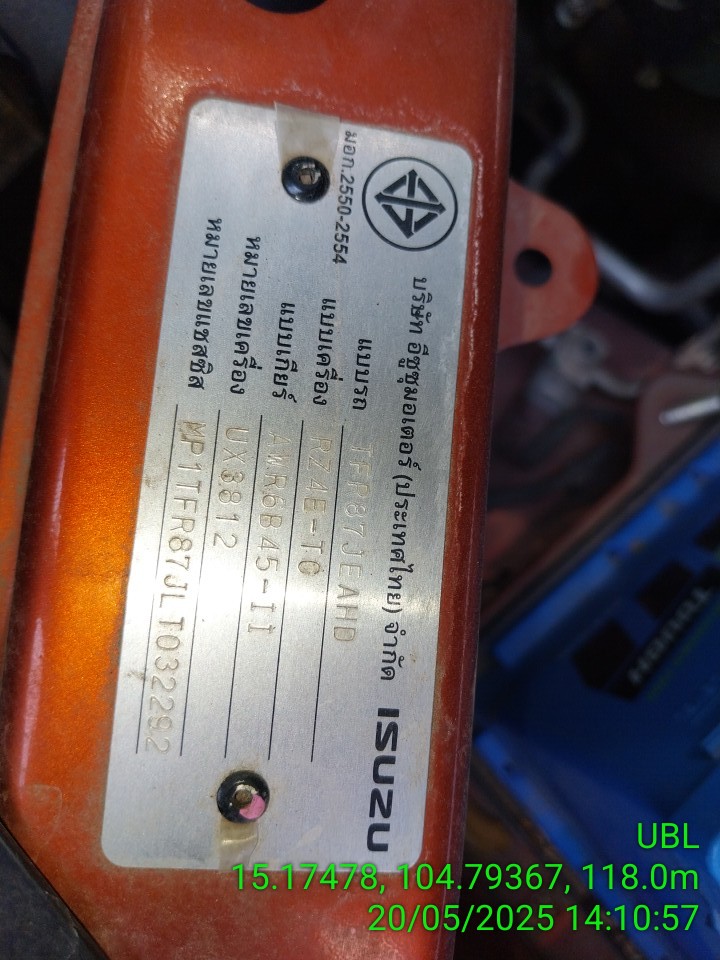 มอก.2550-2554
บริษัท อีซูซุมอเตอร์ (ประเทศไทย) จำกัด ISUZU
แบบรถ TFR87JEAHD
แบบเครื่อง RZ4E-TC
แบบเกียร์ AWR6B45-II
หมายเลขเครื่อง UX3812
หมายเลขแชสซิส MP1TFR87JLT032292
UBL
15.17478, 104.79367, 118.0m
20/05/2025 14:10:57